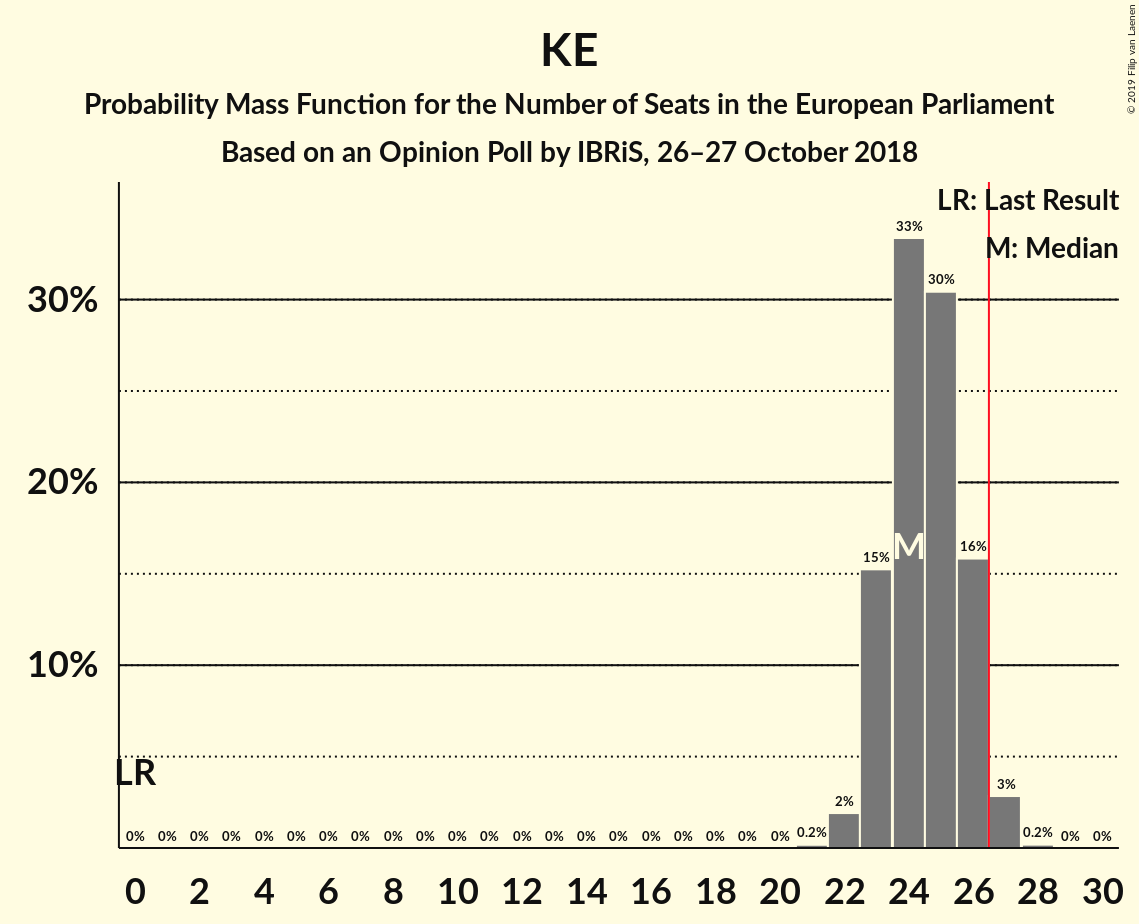 KE
Probability Mass Function for the Number of Seats in the European Parliament
Based on an Opinion Poll by IBRiS, 26–27 October 2018
© 2019 Filip van Laenen
LR: Last Result
M: Median
30%
20%
10%
33%
30%
15%
M
16%
LR
0% 0% 0% 0% 0% 0% 0% 0% 0% 0% 0% 0% 0% 0% 0% 0% 0% 0% 0% 0% 0% 0.2% 2% 3% 0.2% 0% 0%
0 2 4 6 8 10 12 14 16 18 20 22 24 26 28 30